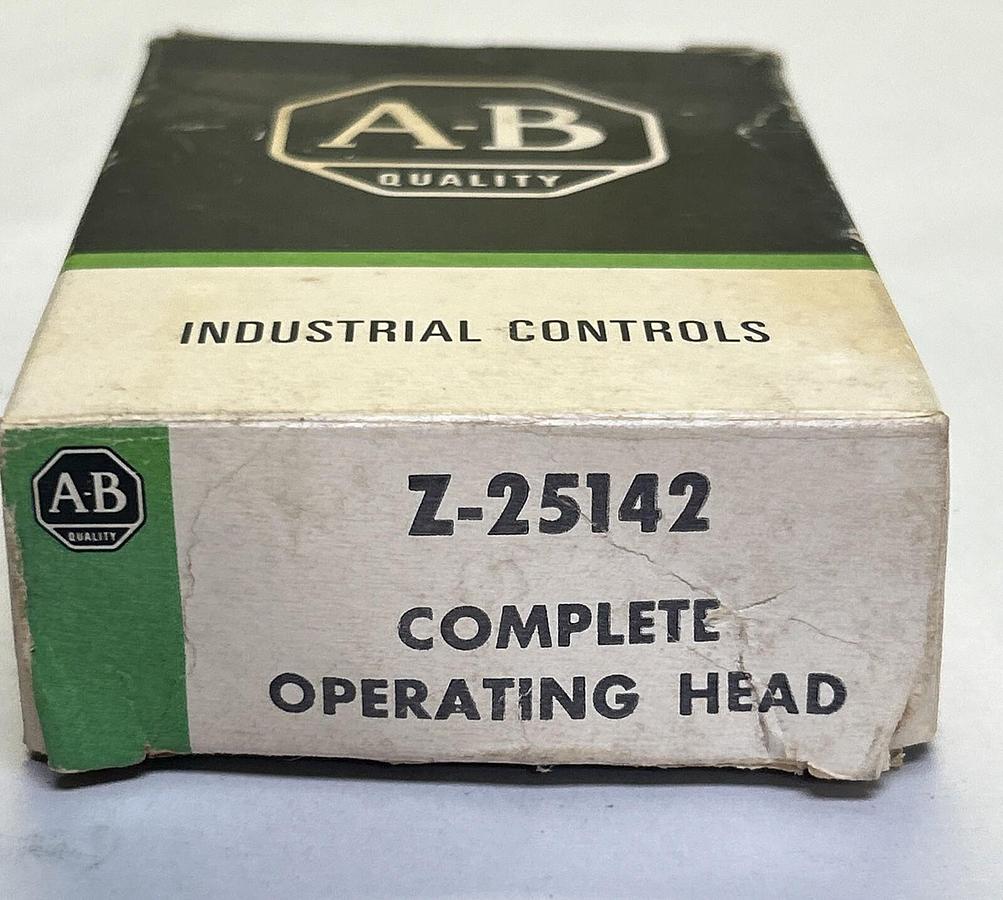 A-B
QUALITY
INDUSTRIAL CONTROLS
A-B
QUALITY
Z-25142
COMPLETE
OPERATING HEAD